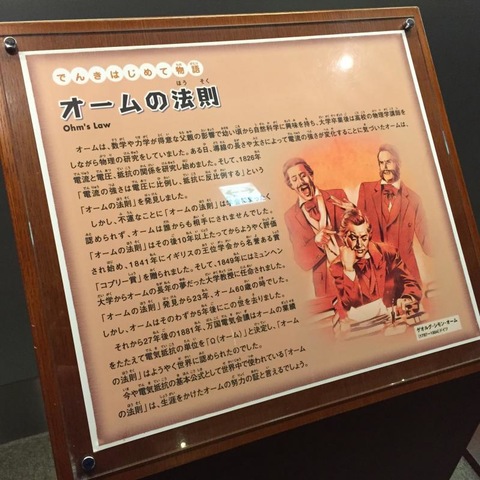 でんきはじめて物語
オームの法則
Ohm's Law
オームは、数学や力学が得意な父親の影響で幼い頃から自然科学に興味を持ち、大学卒業後は高校の物理学講師を
しながら物理の研究をしていました。ある日、導線の長さや太さによって電流の強さが変化することに気づいたオームは、
電流と電圧、抵抗の関係を研究し始めました。そして、1826年
「電流の強さは電圧に比例し、抵抗に反比例する」という
「オームの法則」を発見しました。
しかし、不運なことに「オームの法則」は
認められず、オームは誰からも相手にされませんでした。
「オームの法則」はその後10年以上たってからようやく評価
され始め、1841年にイギリスの王位学会から名誉ある賞
「コプリー賞」を贈られました。そして、1849年にはミュンヘン
大学からオームの長年の夢だった大学教授に任命されました。
「オームの法則」発見から23年、オーム60歳の時でした。
しかし、オームはそのわずか5年後にこの世を去りました。
それから27年後の1881年、万国電気会議はオームの業績
をたたえて電気抵抗の単位を「Ω(オーム)」と決定し、「オーム
の法則」はようやく世界に認められたのでした。
今や電気抵抗の基本公式として世界中で使われている「オーム
の法則」は、生涯をかけたオームの努力の証と言えるでしょう。
ゲオルグ・シモン・オーム